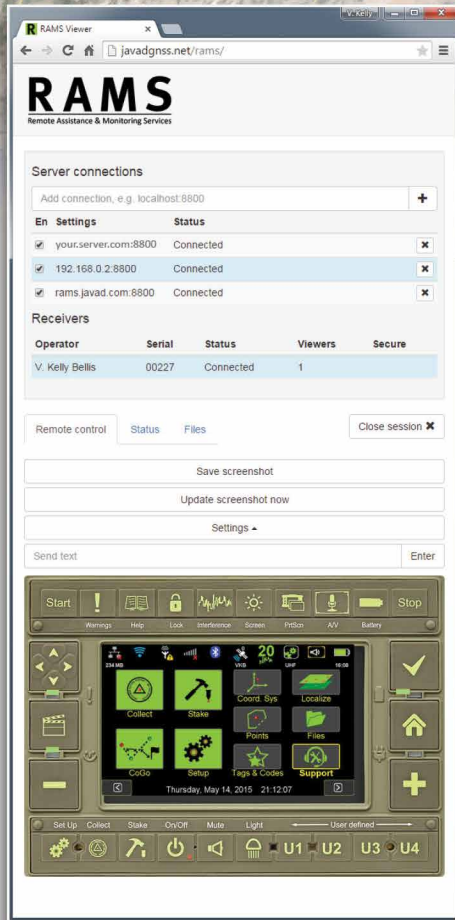 V. Kelly
RAMS Viewer
javadgnss.net/rams/
RAMS
Remote Assistance & Monitoring Services
Server connections
Add connection, e.g. localhost:8800
En Settings Status
your.server.com:8800 Connected
192.168.0.2:8800 Connected
rams.javad.com:8800 Connected
Receivers
Operator Serial Status Viewers Secure
V. Kelly Bellis 00227 Connected 1
Remote control Status Files Close session
Save screenshot
Update screenshot now
Settings
Send text Enter
Start Stop
Warnings Help Lock Interference Screen PrtScn A/V Battery
20
234 MB VKB UHF 16:08
Collect Stake Coord. Sys Localize
Points Files
CoGo Setup Tags & Codes Support
Thursday, May 14, 2015 21:12:07
Set Up Collect Stake On/Off Mute Light User defined
U1 U2 U3 U4